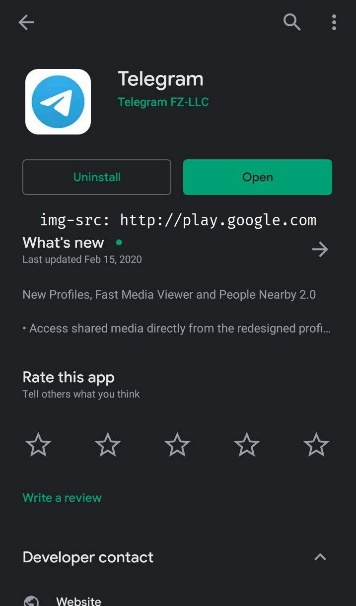 Telegram
Telegram FZ-LLC
Uninstall
Open
img-src: http://play.google.com
What's new
Last updated Feb 15, 2020
New Profiles, Fast Media Viewer and People Nearby 2.0
• Access shared media directly from the redesigned profi...
Rate this app
Tell others what you think
Write a review
Developer contact
Website